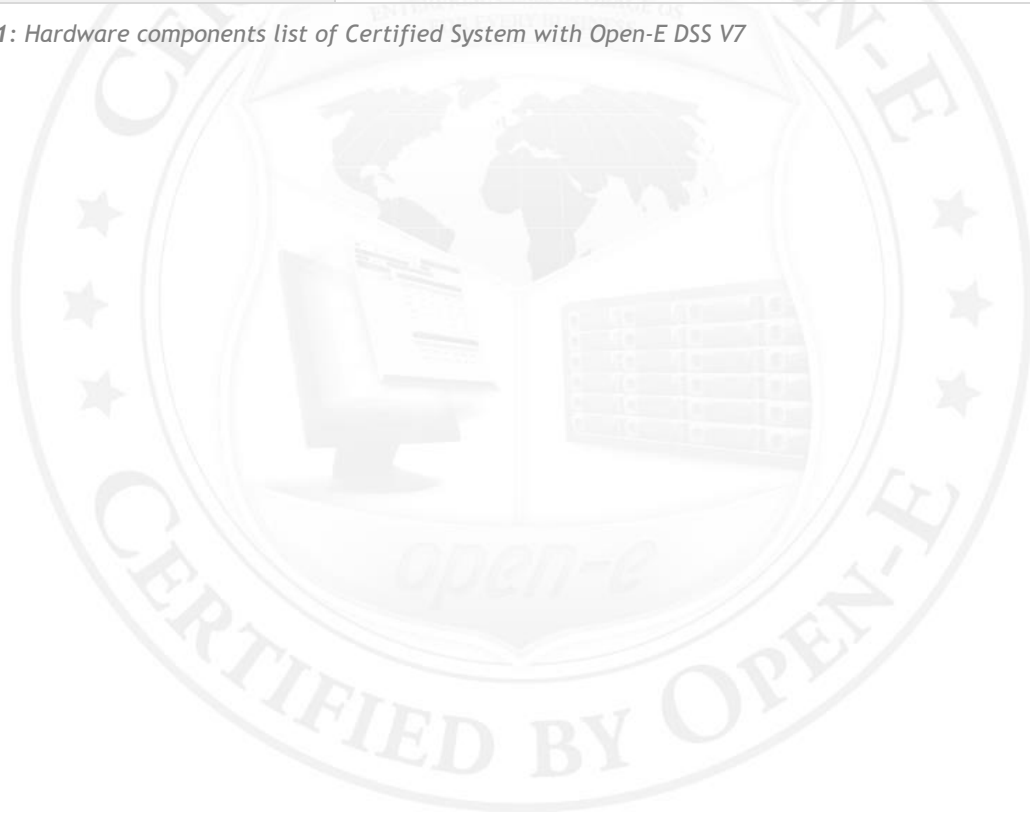 1: Hardware components list of Certified System with Open-E DSS V7
CERTIFIED BY OPEN-E
open-e